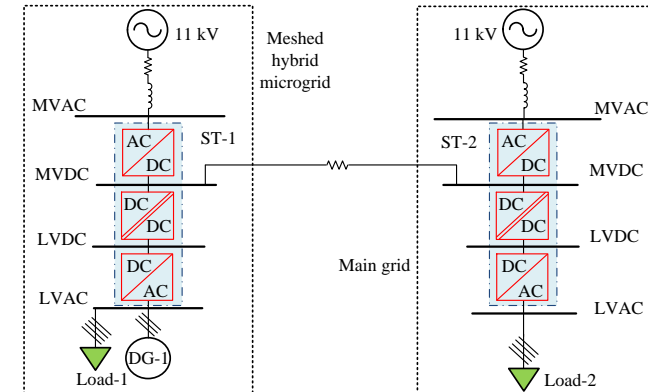 11 kV
Meshed
hybrid
microgrid
11 kV
MVAC
MVAC
AC
DC
ST-1
ST-2
AC
DC
MVDC
MVDC
DC
DC
DC
DC
LVDC
LVDC
Main grid
DC
AC
DC
AC
LVAC
LVAC
DG-1
Load-1
Load-2